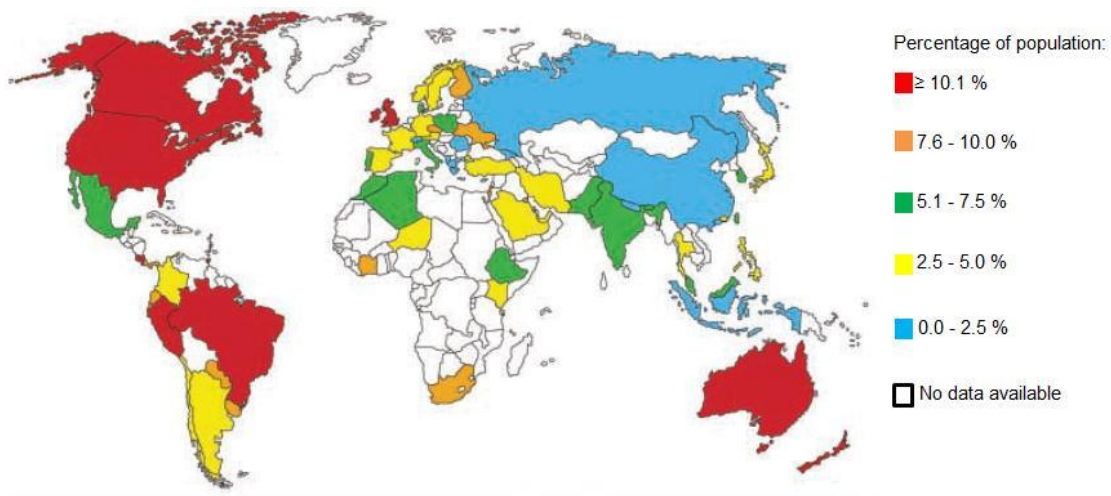 Percentage of population:
≥ 10.1 %
7.6 - 10.0 %
5.1 - 7.5 %
2.5 - 5.0 %
0.0 - 2.5 %
No data available